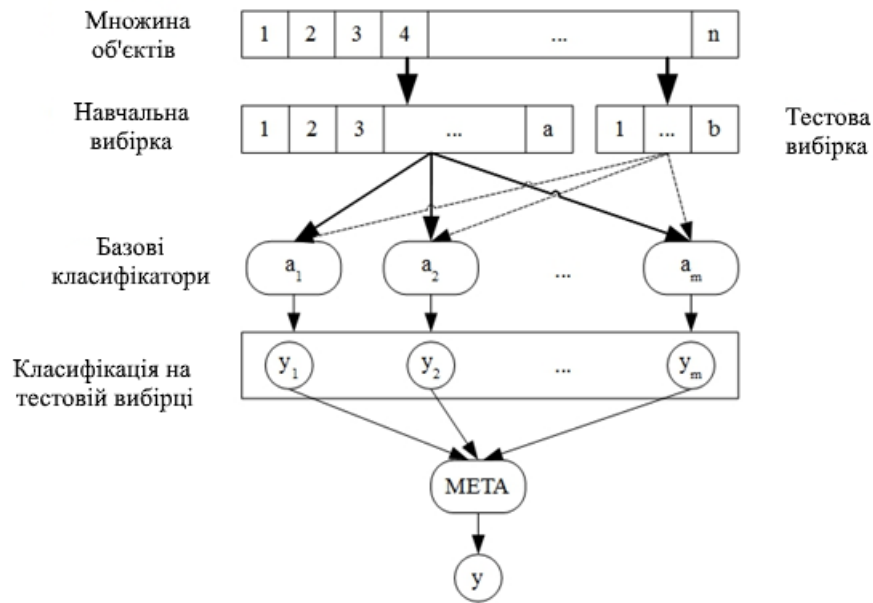 Множина
об'єктів
1 2 3 4 ... n
Навчальна
вибірка
1 2 3 ... a
1 ... b
Тестова
вибірка
Базові
класифікатори
a1 a2 ... am
Класифікація на
тестовій вибірці
y1 y2 ... ym
МЕТА
y